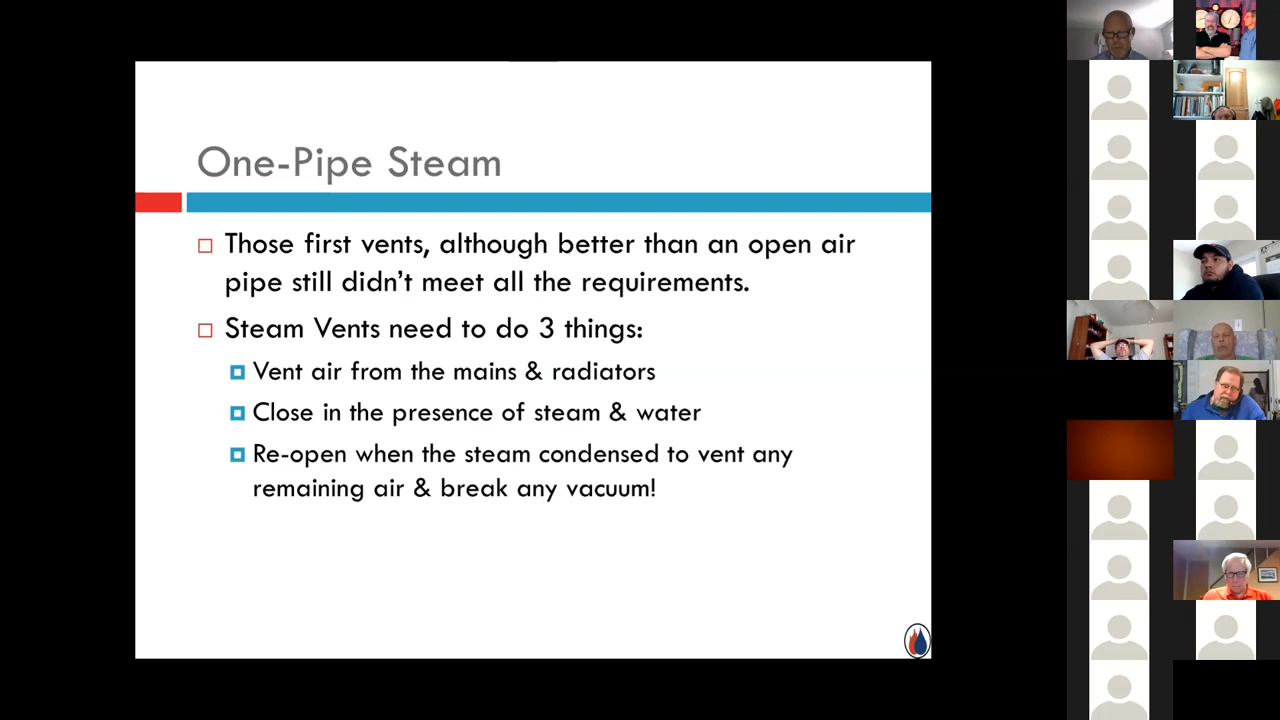 One-Pipe Steam
Those first vents, although better than an open air
pipe still didn’t meet all the requirements.
Steam Vents need to do 3 things:
Vent air from the mains & radiators
Close in the presence of steam & water
Re-open when the steam condensed to vent any
remaining air & break any vacuum!